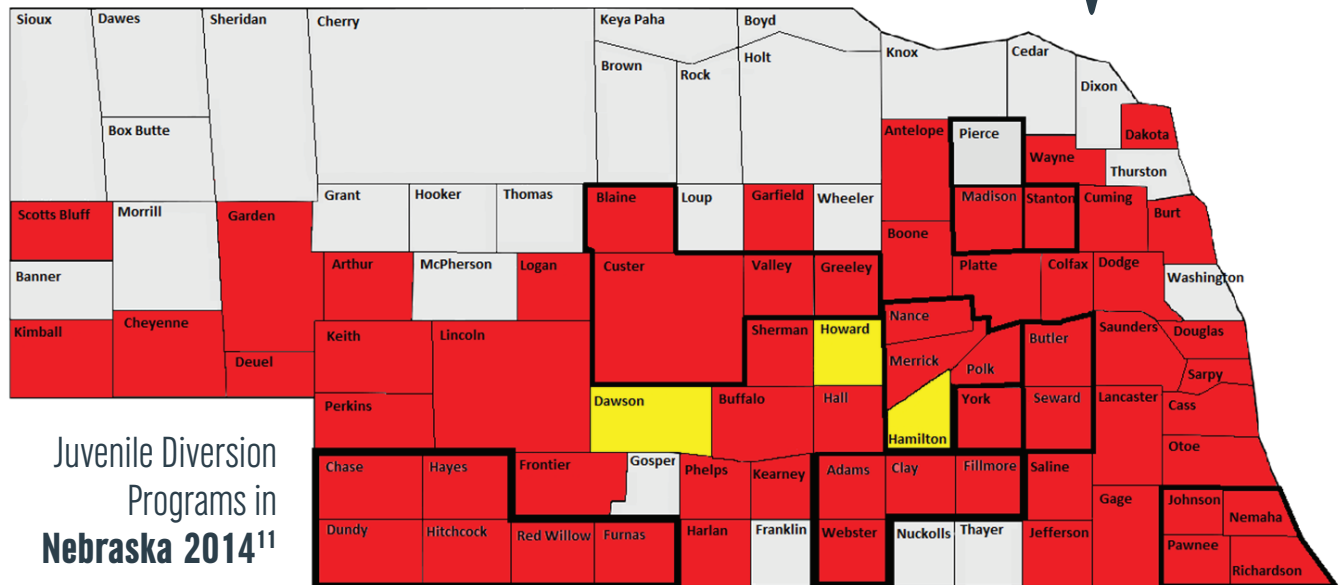 Sioux Dawes Sheridan Cherry Keya Paha Boyd
Knox Cedar
Brown Rock Holt
Dixon
Box Butte Antelope Pierce Dakota
Wayne
Thurston
Grant Hooker Thomas Blaine Loup Garfield Wheeler Madison Stanton Cuming
Scotts Bluff Morrill Garden Burt
Boone
Arthur McPherson Logan Custer Valley Greeley Platte Colfax Dodge
Banner Washington
Kimball Cheyenne Keith Lincoln Sherman Howard Nance Butler Saunders Douglas
Deuel Merrick Polk Sarpy
Perkins Dawson Buffalo Hall York Seward Lancaster Cass
Hamilton
Otoe
Chase Hayes Frontier Gosper Phelps Kearney Adams Clay Fillmore Saline
Gage Johnson
Nemaha
Dundy Hitchcock Red Willow Furnas Harlan Franklin Webster Nuckolls Thayer Jefferson
Pawnee
Richardson
Juvenile Diversion
Programs in
Nebraska 2014¹¹